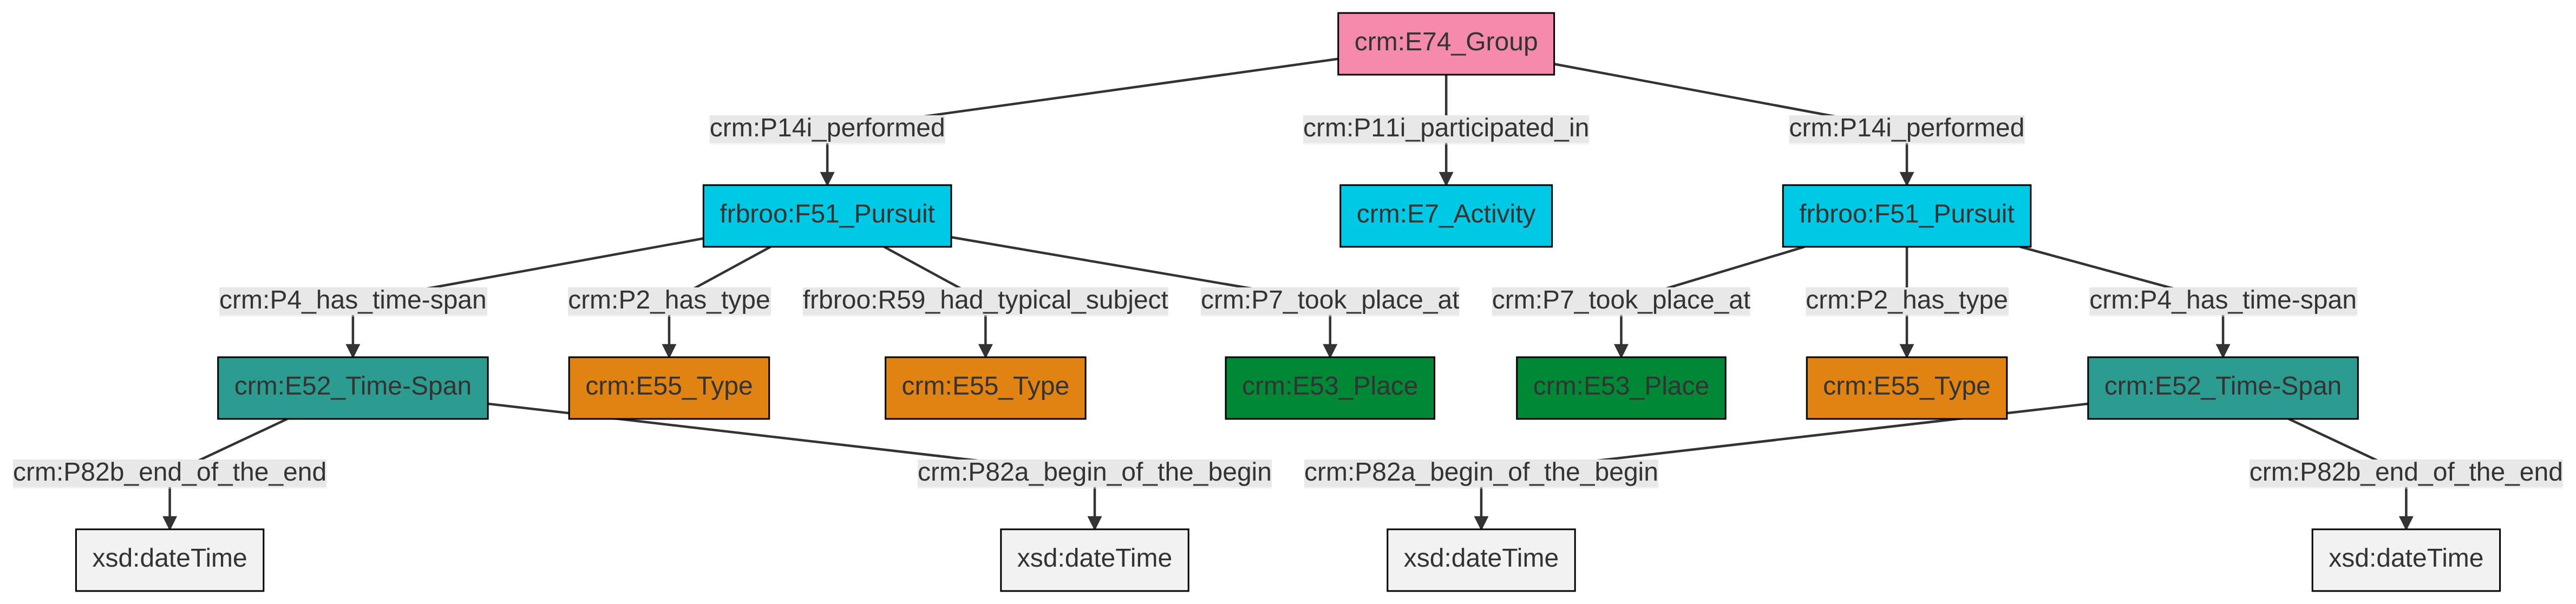 crm:E74_Group
crm:P14i_performed
crm:P11i_participated_in
crm:P14i_performed
frbroo:F51_Pursuit
crm:E7_Activity
frbroo:F51_Pursuit
crm:P4_has_time-span
crm:P2_has_type
frbroo:R59_had_typical_subject
crm:P7_took_place_at
crm:P7_took_place_at
crm:P2_has_type
crm:P4_has_time-span
crm:E52_Time-Span
crm:E55_Type
crm:E55_Type
crm:E53_Place
crm:E53_Place
crm:E55_Type
crm:E52_Time-Span
crm:P82b_end_of_the_end
crm:P82a_begin_of_the_begin
crm:P82a_begin_of_the_begin
crm:P82b_end_of_the_end
xsd:dateTime
xsd:dateTime
xsd:dateTime
xsd:dateTime